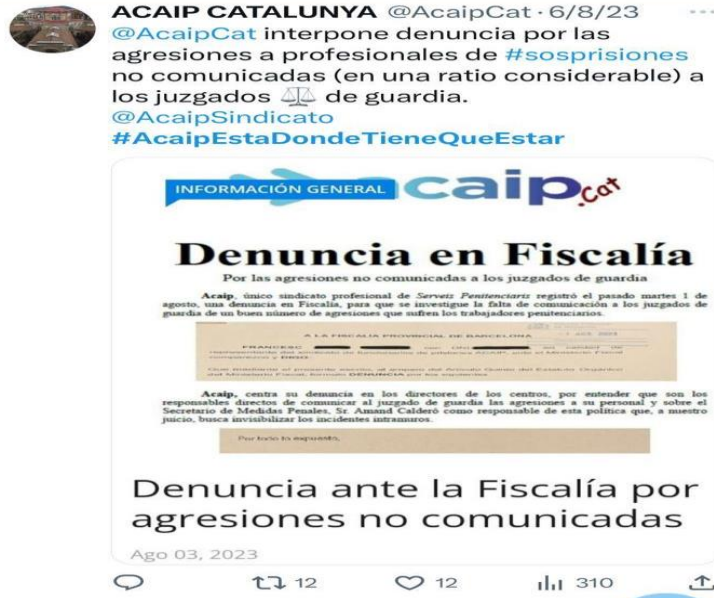 ACAIP CATALUNYA @AcaipCat · 6/8/23
@AcaipCat interpone denuncia por las
agresiones a profesionales de #sosprisiones
no comunicadas (en una ratio considerable) a
los juzgados ⚖️ de guardia.
@AcaipSindicato
#AcaipEstaDondeTieneQueEstar
INFORMACIÓN GENERAL
caip.cat
Denuncia en Fiscalía
Por las agresiones no comunicadas a los juzgados de guardia
Acaip, único sindicato profesional de Serveis Penitenciaris registró el pasado martes 1 de
agosto, una denuncia en Fiscalía, para que se investigue la falta de comunicación a los juzgados de
guardia de un buen número de agresiones que sufren los trabajadores penitenciarios.
A LA FISCALIA PROVINCIAL DE BARCELONA
FRANCESC
Acaip, centra su denuncia en los directores de los centros, por entender que son los
responsables directos de comunicar al juzgado de guardia las agresiones a su personal y sobre el
Secretario de Medidas Penales, Sr. Amand Calderó como responsable de esta política que, a nuestro
juicio, busca invisibilizar los incidentes intramuros.
Por todo lo expuesto,
Denuncia ante la Fiscalía por
agresiones no comunicadas
Ago 03, 2023
12 12 310